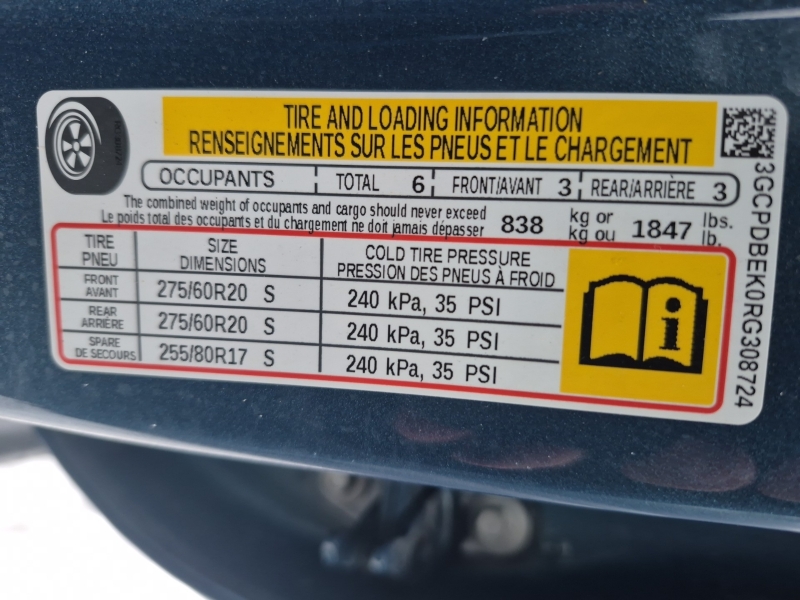 TIRE AND LOADING INFORMATION
RENSEIGNEMENTS SUR LES PNEUS ET LE CHARGEMENT
OCCUPANTS TOTAL 6 FRONT/AVANT 3 REAR/ARRIÈRE 3
The combined weight of occupants and cargo should never exceed
Le poids total des occupants et du chargement ne doit jamais dépasser
838 kg or 1847 lbs.
kg ou lb.
TIRE SIZE COLD TIRE PRESSURE
PNEU DIMENSIONS PRESSION DES PNEUS À FROID
FRONT
AVANT 275/60R20 S 240 kPa, 35 PSI
REAR
ARRIÈRE 275/60R20 S 240 kPa, 35 PSI
SPARE
DE SECOURS 255/80R17 S 240 kPa, 35 PSI
3GCPDBEK0RG308724